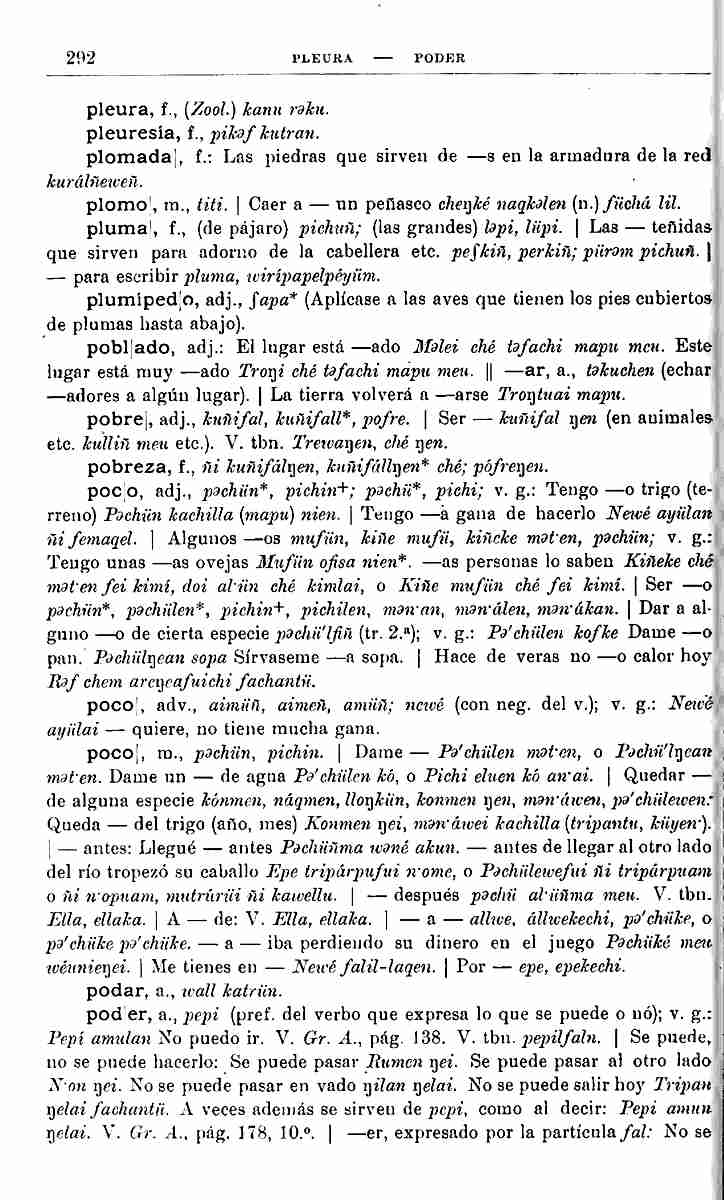 292 PLEURA — PODER
pleura, f., (Zool.) kanu rəku.
pleuresía, f., pikəf kutran.
plomada|, f.: Las piedras que sirven de —s en la armadura de la red
kurálñeweñ.
plomo|, m., titi. | Caer a — un peñasco cheŋké naqkəlen (n.) füchá lil.
pluma|, f., (de pájaro) pichuñ; (las grandes) ləpi, lüpi. | Las — teñidas
que sirven para adorno de la cabellera etc. peſkiñ, perkiñ; pürəm pichuñ. |
— para escribir pluma, wirípapelpéyüm.
plumíped|o, adj., ſapa* (Aplícase a las aves que tienen los pies cubiertos
de plumas hasta abajo).
pobl|ado, adj.: El lugar está —ado Məlei ché təfachi mapu meu. Este
lugar está muy —ado Troŋi ché təfachi mapu meu. || —ar, a., təkuchen (echar
—adores a algún lugar). | La tierra volverá a —arse Troŋtuai mapu.
pobre|, adj., kuñifal, kuñifall*, pofre. | Ser — kuñifal ŋen (en animales
etc. kulliñ meu etc.). V. tbn. Trewaŋen, ché ŋen.
pobreza, f., ñi kuñifálŋen, kuñifállŋen* ché; pófreŋen.
poc|o, adj., pəchün*, pichin+; pəchü*, pichi; v. g.: Tengo —o trigo (te-
rreno) Pəchün kachilla (mapu) nien. | Tengo —a gana de hacerlo Newé ayülan
ñi femaqel. | Algunos —os mufün, kiñe mufü, kiñeke mət·en, pəchün; v. g.:
Tengo unas —as ovejas Mufün ofisa nien*. —as personas lo saben Kiñeke ché
mət·en fei kimí, doi al·ün ché kimlai, o Kiñe mufün ché fei kimí. | Ser —o
pəchün*, pəchülen*, pichin+, pichilen, mən·an, mən·álen, mən·ákan. | Dar a al-
guno —o de cierta especie pəchü'lfiñ (tr. 2.ª); v. g.: Pə'chülen kofke Dame —o
pan. Pəchülŋean sopa Sírvaseme —a sopa. | Hace de veras no —o calor hoy
Rəf chem areŋeafuichi fachantü.
poco|, adv., aimüñ, aimeñ, amüñ; newé (con neg. del v.); v. g.: Newé
ayülai — quiere, no tiene mucha gana.
poco|, m., pəchün, pichin. | Dame — Pə'chülen mət·en, o Pəchü'lŋean
mət·en. Dame un — de agua Pə'chülen kó, o Pichi eluen kó an·ai. | Quedar —
de alguna especie kónmen, náqmen, lloŋkün, konmen ŋen, mən·áwen, pə'chülewen:
Queda — del trigo (año, mes) Konmen ŋei, mən·áwei kachilla (tripantu, küyen·).
| — antes: Llegué — antes Pəchüñma wəné akun. — antes de llegar al otro lado
del río tropezó su caballo Epe tripárpufui n·ome, o Pəchülewefui ñi tripárpuam
o ñi n·opuam, mutrúrüi ñi kawellu. | — después pəchü al·üñma meu. V. tbn.
Ella, ellaka. | A — de: V. Ella, ellaka. | — a — allwe, állwekechi, pə'chüke, o
pə'chüke pə'chüke. — a — iba perdiendo su dinero en el juego Pəchüké meu
wéunieŋei. | Me tienes en — Newé falil-laqen. | Por — epe, epekechi.
podar, a., wall katrün.
pod|er, a., pepi (pref. del verbo que expresa lo que se puede o nó); v. g.:
Pepí amulan No puedo ir. V. Gr. A., pág. 138. V. tbn. pepilfaln. | Se puede,
no se puede hacerlo: Se puede pasar Rumen ŋei. Se puede pasar al otro lado
N·on ŋei. No se puede pasar en vado ŋilan ŋelai. No se puede salir hoy Tripan
ŋelai fachantü. A veces además se sirven de pepi, como al decir: Pepi amun
ŋelai. V. Gr. A., pág. 178, 10.º. | —er, expresado por la partícula fal: No se